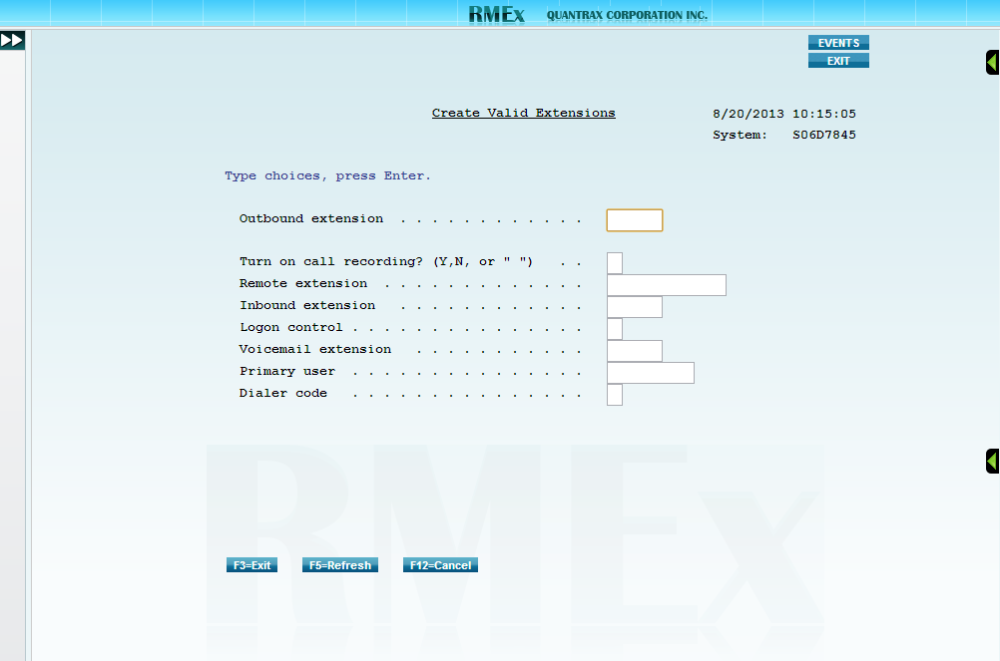 RMEx QUANTRAX CORPORATION INC.
EVENTS
EXIT
Create Valid Extensions 8/20/2013 10:15:05
System: S06D7845
Type choices, press Enter.
Outbound extension . . . . . . . . . . . .
Turn on call recording? (Y,N, or " ") . .
Remote extension . . . . . . . . . . . . .
Inbound extension . . . . . . . . . . . .
Logon control . . . . . . . . . . . . . . .
Voicemail extension . . . . . . . . . . .
Primary user . . . . . . . . . . . . . . .
Dialer code . . . . . . . . . . . . . . .
RMEx
F3=Exit F5=Refresh F12=Cancel